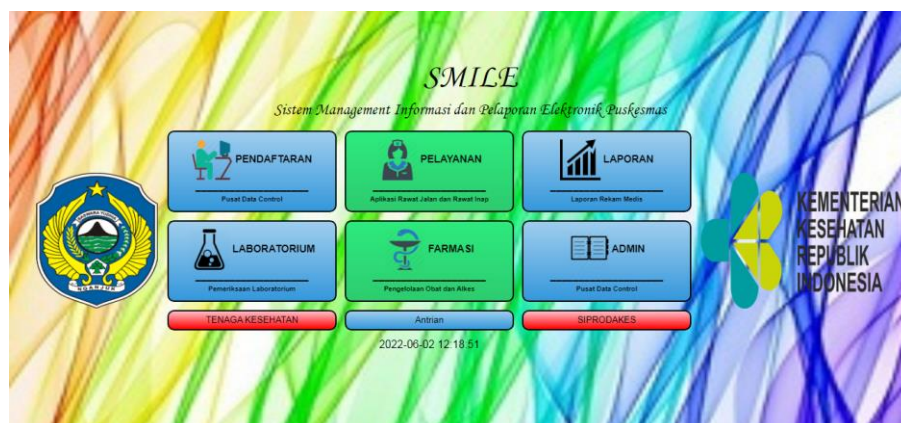 SMILE
Sistem Management Informasi dan Pelaporan Elektronik Puskesmas
PENDAFTARAN
Pusat Data Control
PELAYANAN
Aplikasi Rawat Jalan dan Rawat Inap
LAPORAN
Laporan Rekam Medis
LABORATORIUM
Pemeriksaan Laboratorium
FARMASI
Pengelolaan Obat dan Alkes
ADMIN
Pusat Data Control
TENAGA KESEHATAN
Antrian
SIPRODAKES
2022-06-02 12:18:51
NGANJUK
KEMENTERIAN
KESEHATAN
REPUBLIK
INDONESIA